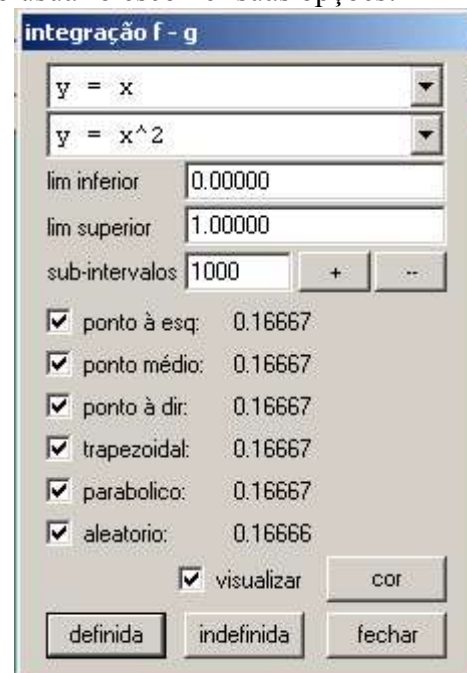 integração f - g
y = x
y = x^2
lim inferior 0.00000
lim superior 1.00000
sub-intervalos 1000 + --
ponto à esq: 0.16667
ponto médio: 0.16667
ponto à dir: 0.16667
trapezoidal: 0.16667
parabolico: 0.16667
aleatorio: 0.16666
visualizar cor
definida indefinida fechar